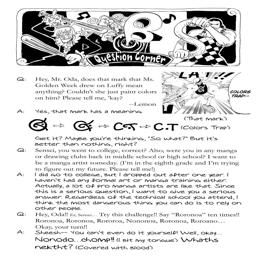 Question Corner
COLORS TRAP--
Q: Hey, Mr. Oda, does that mark that Ms.
Golden Week drew on Luffy mean
anything? Couldn't she just paint colors
on him? Please tell me, 'kay?
--Lemon
A: Yes, that mark has a meaning.
(That mark)
C.T (Colors Trap)
Get it? Maybe you're thinking, "So what?" But it's
better than nothing, right?
Q: Sensei, you went to college, correct? Also, were you in any manga
or drawing clubs back in middle school or high school? I want to
be a manga artist someday. (I'm in the eighth grade and I'm trying
to figure out my future. Please tell me!)
A: I did go to college, but I dropped out after one year. I
haven't had any formal art or manga training either.
Actually, a lot of pro manga artists are like that. Since
this is a serious question, I want to give you a serious
answer. Regardless of the technical school you attend, I
think the most dangerous thing you can do is to rely on
other people.
Q: Hey, Oda!! Try this challenge!! Say "Roronoa" ten times!!
Roronoa, Roronoa, Roronoa, Nononoa, Noronoa, Roroano...
Okay, your turn!!
A: Sheesh-- You can't even do it yourself! Well, okay...
Nonodo...chomp!! (I bit my tongue) Whaths
nektht? (Covered with blood)